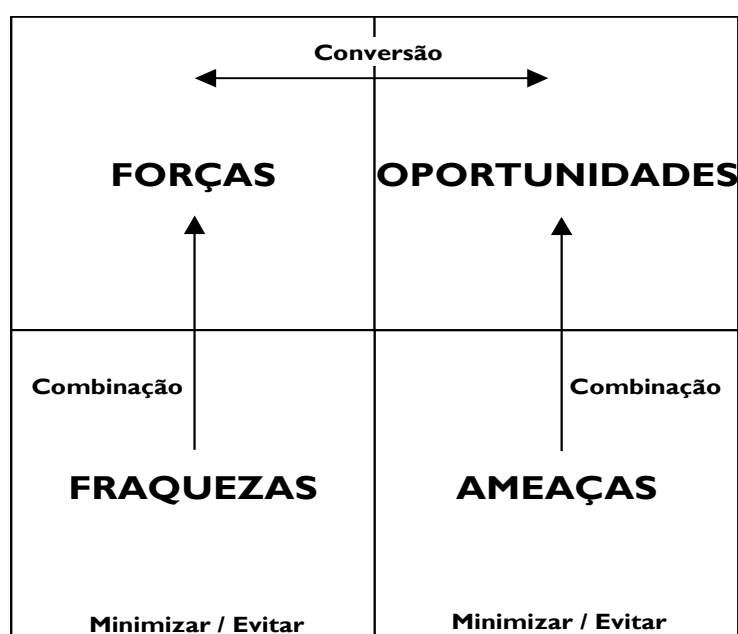 Conversão
FORÇAS
OPORTUNIDADES
Combinação
Combinação
FRAQUEZAS
AMEAÇAS
Minimizar / Evitar
Minimizar / Evitar